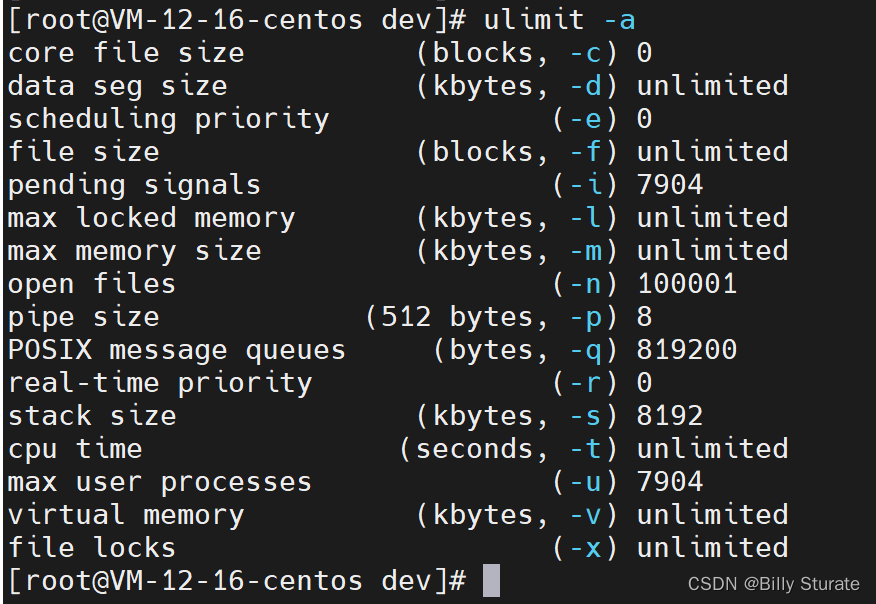 [root@VM-12-16-centos dev]# ulimit -a
core file size          (blocks, -c) 0
data seg size           (kbytes, -d) unlimited
scheduling priority             (-e) 0
file size               (blocks, -f) unlimited
pending signals                 (-i) 7904
max locked memory       (kbytes, -l) unlimited
max memory size         (kbytes, -m) unlimited
open files                      (-n) 100001
pipe size            (512 bytes, -p) 8
POSIX message queues     (bytes, -q) 819200
real-time priority              (-r) 0
stack size              (kbytes, -s) 8192
cpu time               (seconds, -t) unlimited
max user processes              (-u) 7904
virtual memory          (kbytes, -v) unlimited
file locks                      (-x) unlimited
[root@VM-12-16-centos dev]#
CSDN @Billy Sturate